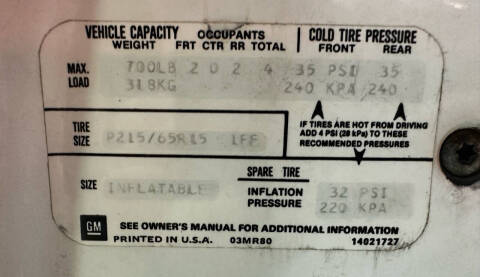 VEHICLE CAPACITY OCCUPANTS COLD TIRE PRESSURE
WEIGHT FRT CTR RR TOTAL FRONT REAR
MAX. 700LB 2 0 2 4 35 PSI 35
LOAD 318KG 240 KPA 240
IF TIRES ARE HOT FROM DRIVING
ADD 4 PSI (28 kPa) TO THESE
RECOMMENDED PRESSURES
TIRE
SIZE P215/65R15
SPARE TIRE
SIZE INFLATABLE INFLATION 32 PSI
PRESSURE 220 KPA
GM SEE OWNER'S MANUAL FOR ADDITIONAL INFORMATION
PRINTED IN U.S.A. 03MR80 14021727